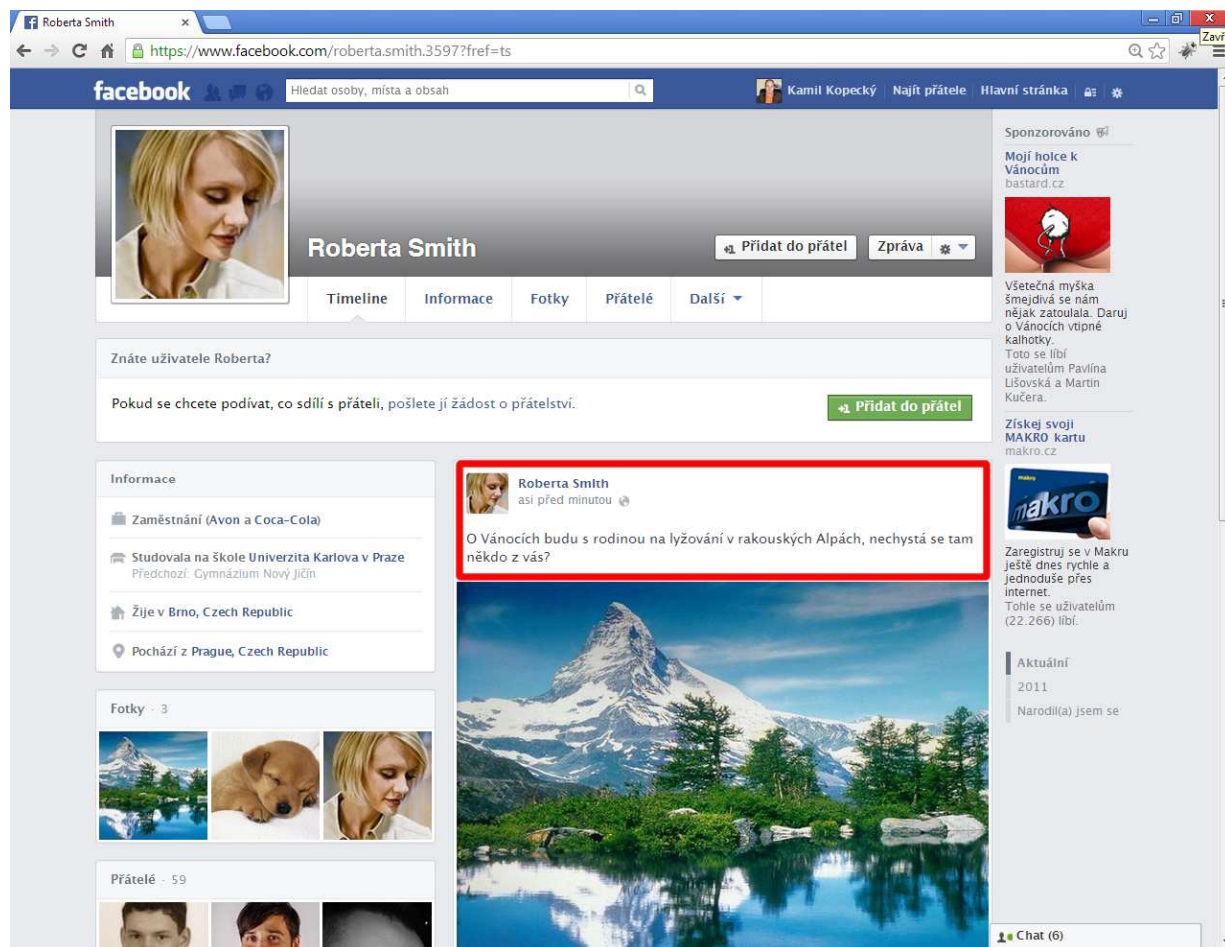 Roberta Smith
Zavř
https://www.facebook.com/roberta.smith.3597?fref=ts
facebook
Hledat osoby, místa a obsah
Kamil Kopecký
Najít přátele
Hlavní stránka
Roberta Smith
+1 Přidat do přátel
Zpráva
Timeline
Informace
Fotky
Přátelé
Další
Znáte uživatele Roberta?
Pokud se chcete podívat, co sdílí s přáteli, pošlete jí žádost o přátelství.
+1 Přidat do přátel
Informace
Zaměstnání (Avon a Coca-Cola)
Studovala na škole Univerzita Karlova v Praze
Předchozí: Gymnázium Nový Jičín
Žije v Brno, Czech Republic
Pochází z Prague, Czech Republic
Fotky · 3
Přátelé · 59
Roberta Smith
asi před minutou
O Vánocích budu s rodinou na lyžování v rakouských Alpách, nechystá se tam
někdo z vás?
Sponzorováno
Mojí holce k
Vánocům
bastard.cz
Všetečná myška
šmejdivá se nám
nějak zatoulala. Daruj
o Vánocích vtipné
kalhotky.
Toto se líbí
uživatelům Pavlína
Lišovská a Martin
Kučera.
Získej svoji
MAKRO kartu
makro.cz
makro
makro
Zaregistruj se v Makru
ještě dnes rychle a
jednoduše přes
internet.
Tohle se uživatelům
(22.266) líbí.
Aktuální
2011
Narodil(a) jsem se
Chat (6)